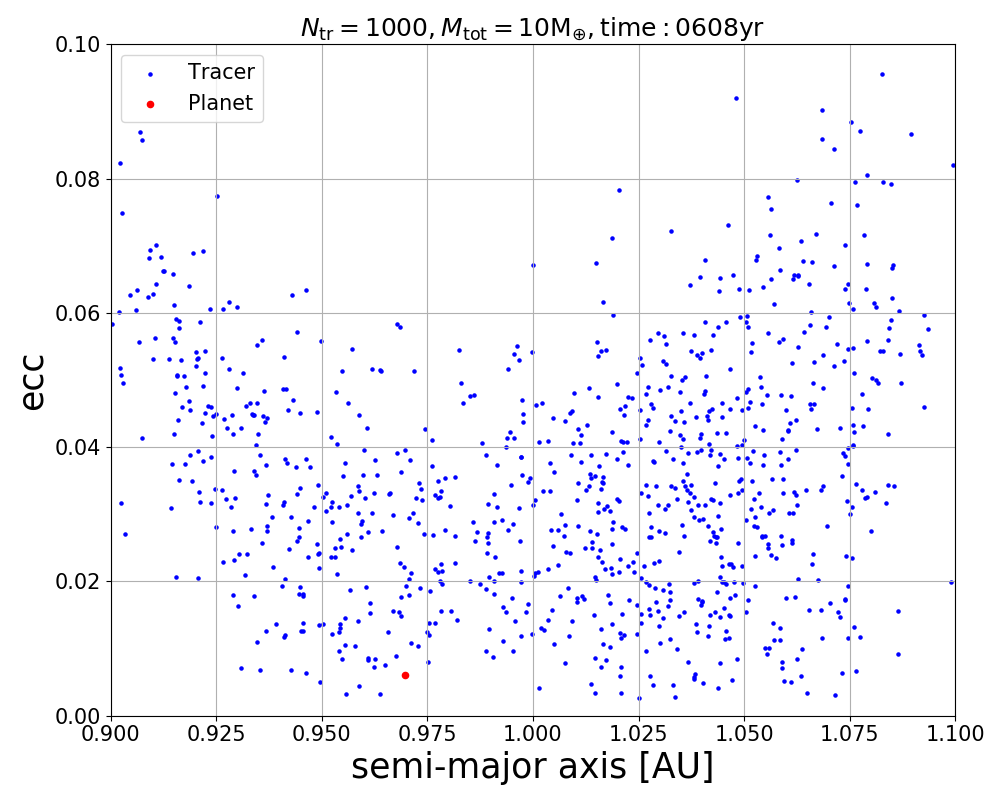 N_tr = 1000, M_tot = 10M_⊕, time : 0608yr
Tracer
Planet
ecc
0.10
0.08
0.06
0.04
0.02
0.00
0.900 0.925 0.950 0.975 1.000 1.025 1.050 1.075 1.100
semi-major axis [AU]